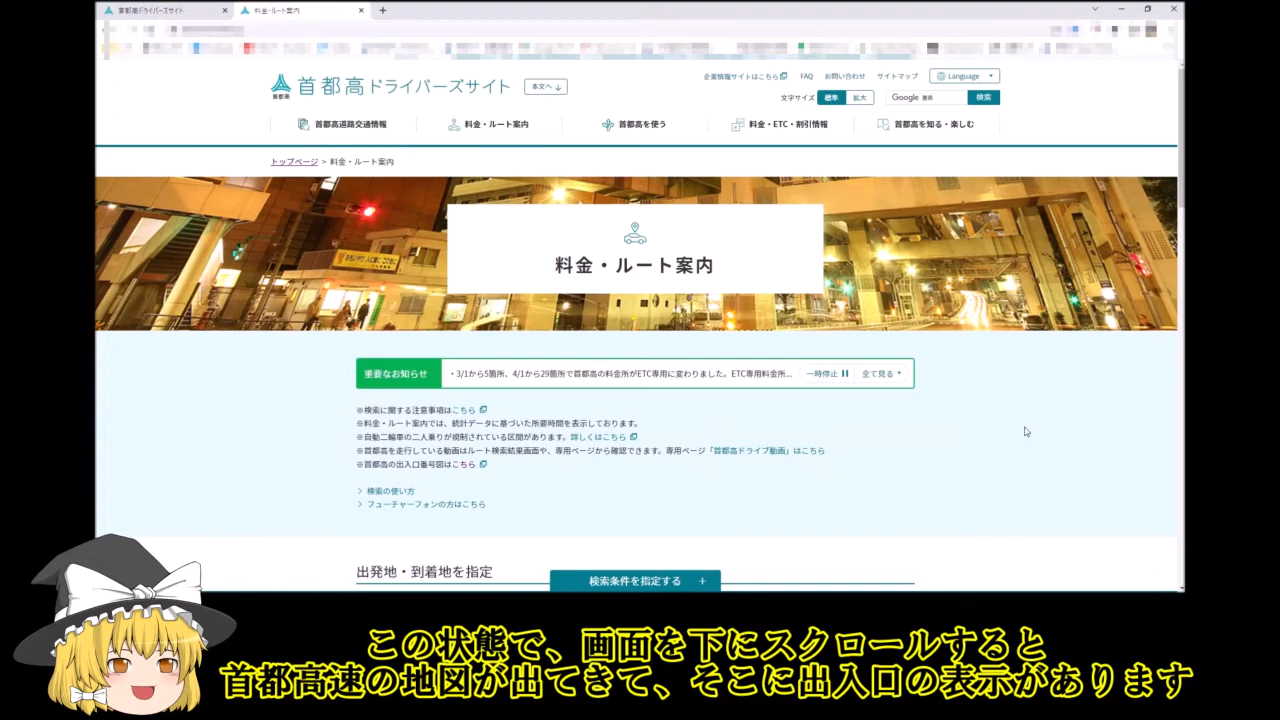 首都高ドライバーズサイト
料金・ルート案内
首都高
首都高ドライバーズサイト
本文へ
企業情報サイトはこちら
FAQ
お問い合わせ
サイトマップ
Language
文字サイズ
標準
拡大
Google 提供
検索
首都高道路交通情報
料金・ルート案内
首都高を使う
料金・ETC・割引情報
首都高を知る・楽しむ
トップページ > 料金・ルート案内
料金・ルート案内
重要なお知らせ
・3/1から5箇所、4/1から29箇所で首都高の料金所がETC専用に変わりました。ETC専用料金所...
一時停止
全て見る
※検索に関する注意事項はこちら
※料金・ルート案内では、統計データに基づいた所要時間を表示しております。
※自動二輪車の二人乗りが規制されている区間があります。詳しくはこちら
※首都高を走行している動画はルート検索結果画面や、専用ページから確認できます。専用ページ「首都高ドライブ動画」はこちら
※首都高の出入口番号図はこちら
検索の使い方
フューチャーフォンの方はこちら
出発地・到着地を指定
検索条件を指定する +
この状態で、画面を下にスクロールすると
首都高速の地図が出てきて、そこに出入口の表示があります